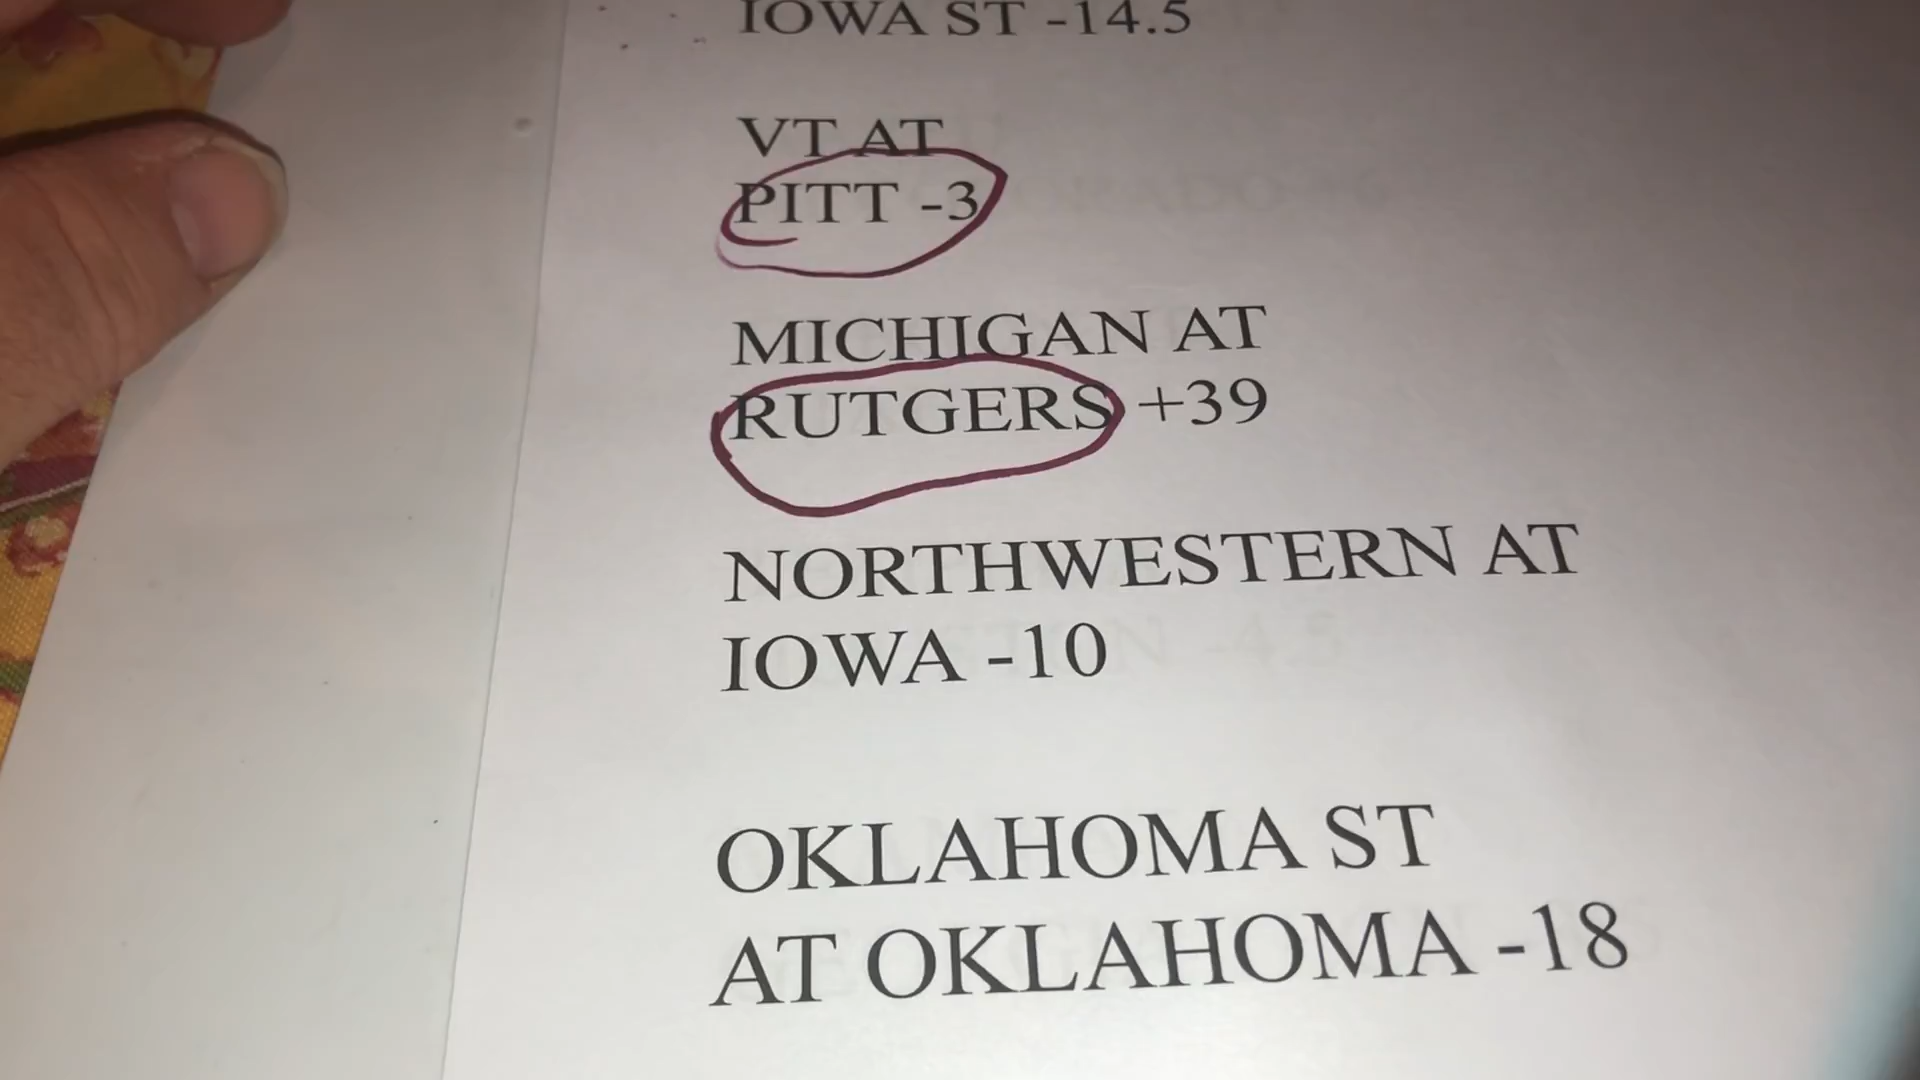 IOWA ST -14.5
VT AT
PITT -3
MICHIGAN AT
RUTGERS +39
NORTHWESTERN AT
IOWA -10
OKLAHOMA ST
AT OKLAHOMA -18